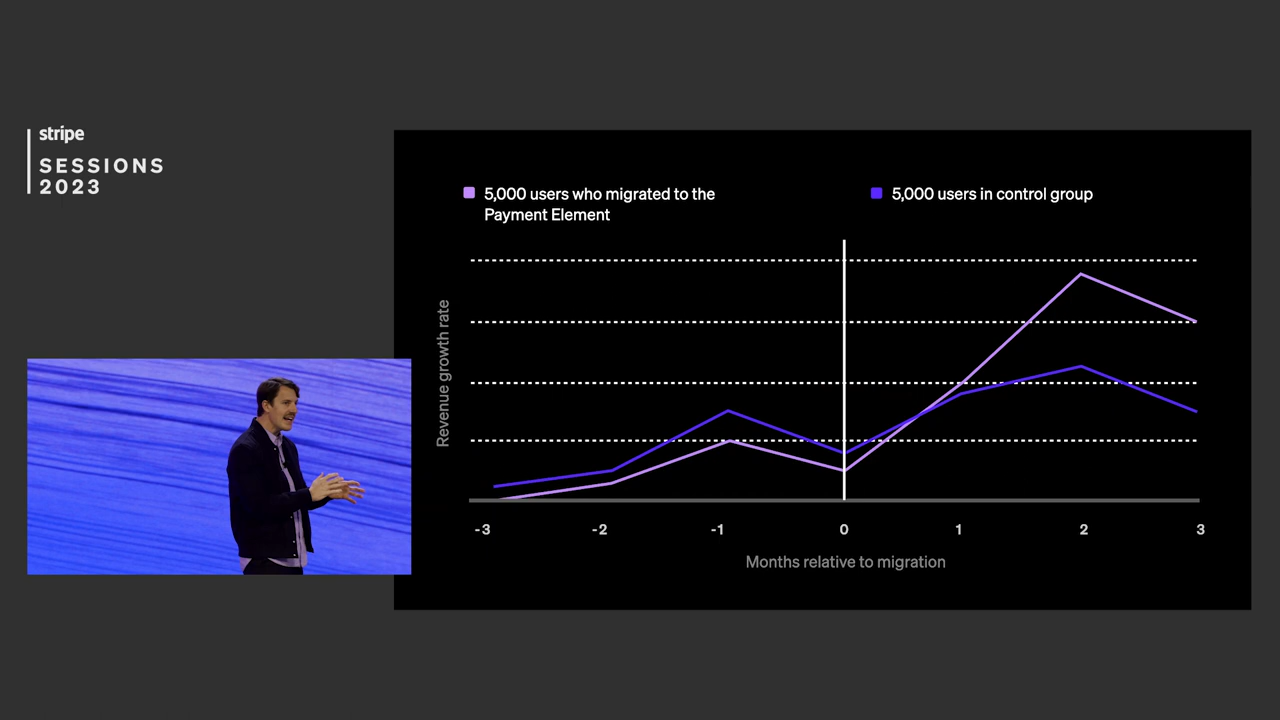 stripe
SESSIONS
2023
5,000 users who migrated to the
Payment Element
5,000 users in control group
Revenue growth rate
-3 -2 -1 0 1 2 3
Months relative to migration